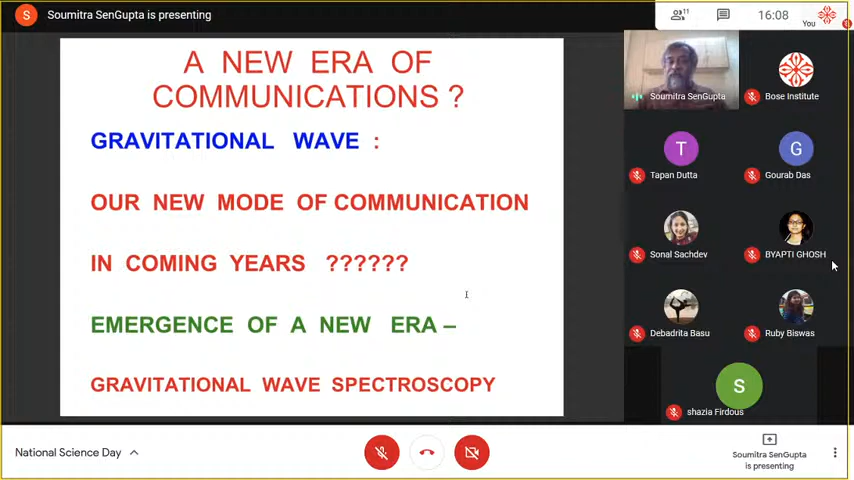 Soumitra SenGupta is presenting
11
16:08
You
A NEW ERA OF
COMMUNICATIONS ?
GRAVITATIONAL WAVE :
OUR NEW MODE OF COMMUNICATION
IN COMING YEARS ??????
EMERGENCE OF A NEW ERA –
GRAVITATIONAL WAVE SPECTROSCOPY
Soumitra SenGupta
Bose Institute
T
Tapan Dutta
G
Gourab Das
Sonal Sachdev
BYAPTI GHOSH
Debadrita Basu
Ruby Biswas
S
shazia Firdous
National Science Day
Soumitra SenGupta
is presenting
S